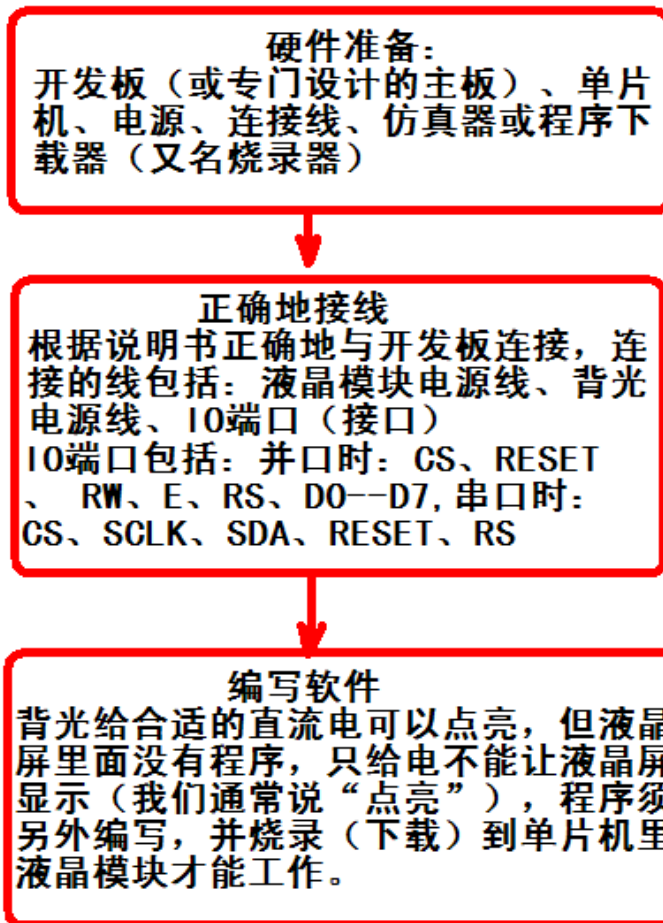 硬件准备：
开发板（或专门设计的主板）、单片
机、电源、连接线、仿真器或程序下
载器（又名烧录器）
正确地接线
根据说明书正确地与开发板连接，连
接的线包括：液晶模块电源线、背光
电源线、IO端口（接口）
IO端口包括：并口时：CS、RESET
、 RW、E、RS、D0--D7,串口时：
CS、SCLK、SDA、RESET、RS
编写软件
背光给合适的直流电可以点亮，但液晶
屏里面没有程序，只给电不能让液晶屏
显示（我们通常说“点亮”），程序须
另外编写，并烧录（下载）到单片机里
液晶模块才能工作。